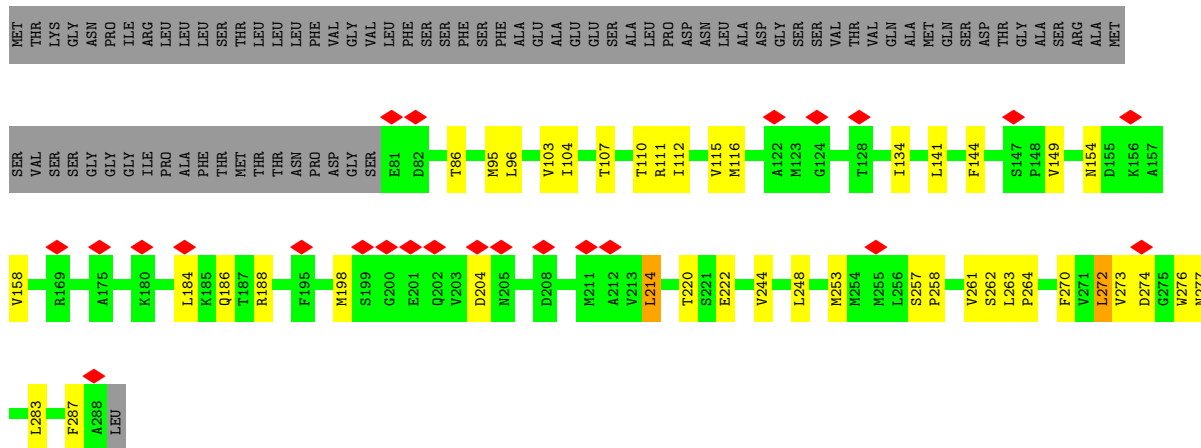 MET THR LYS GLY ASN PRO ILE ARG LEU LEU LEU SER THR LEU LEU LEU PHE VAL GLY VAL LEU PHE SER SER PHE SER PHE ALA GLU ALA GLU GLU SER ALA LEU PRO ASP ASN LEU ALA ASP GLY SER SER VAL THR VAL GLN ALA MET GLN SER ASP THR GLY ALA SER ARG ALA MET
SER VAL SER SER GLY GLY GLY ILE PRO ALA PHE THR MET THR THR ASN PRO ASP GLY SER E81 D82 T86 M95 L96 V103 I104 T107 T110 R111 I112 V115 M116 A122 M123 G124 T128 I134 L141 F144 S147 P148 V149 N154 D155 K156 A157
V158 R169 A175 K180 L184 K185 Q186 T187 R188 F195 M198 S199 G200 E201 Q202 V203 D204 N205 D208 M211 A212 V213 L214 T220 S221 E222 V244 L248 M253 M254 M255 L256 S257 P258 V261 S262 L263 P264 F270 V271 L272 V273 D274 G275 W276
L283 F287 A288 LEU